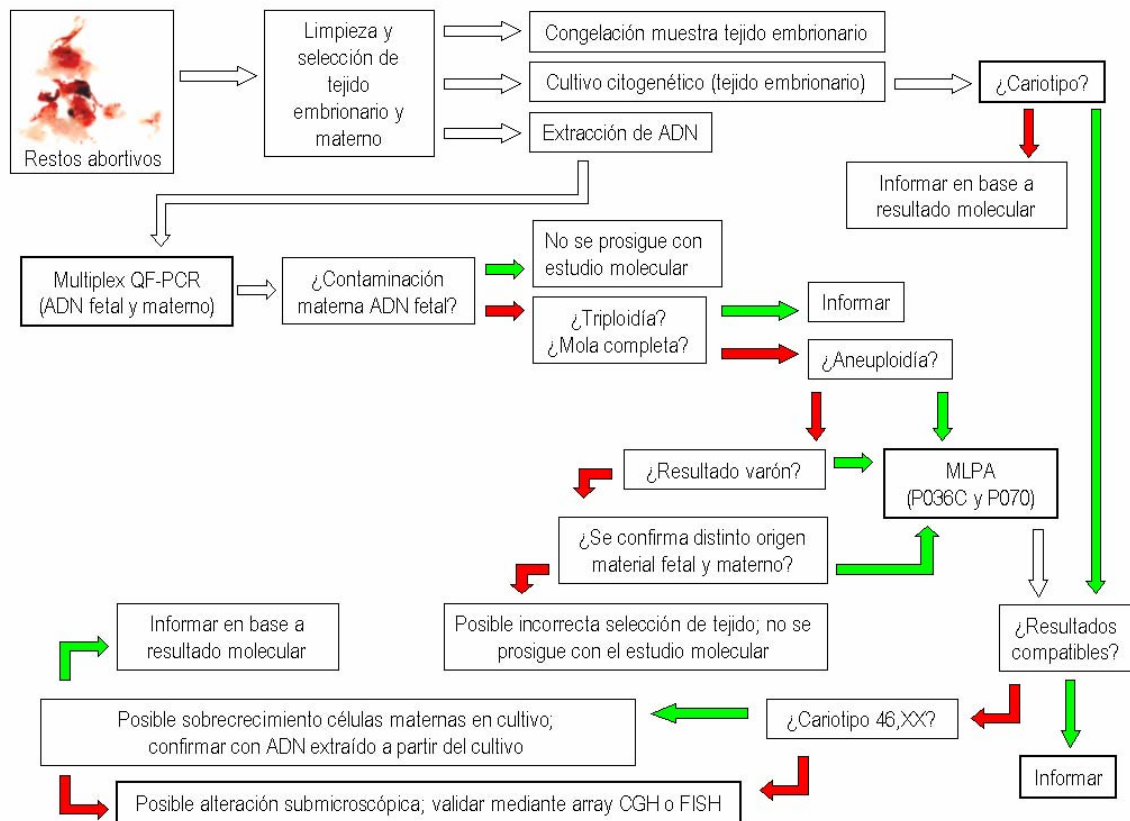 Restos abortivos
Limpieza y
selección de
tejido
embrionario y
materno
Congelación muestra tejido embrionario
Cultivo citogenético (tejido embrionario)
Extracción de ADN
¿Cariotipo?
Informar en base a
resultado molecular
Multiplex QF-PCR
(ADN fetal y materno)
¿Contaminación
materna ADN fetal?
No se prosigue con
estudio molecular
¿Triploidía?
¿Mola completa?
Informar
¿Aneuploidía?
¿Resultado varón?
MLPA
(P036C y P070)
¿Se confirma distinto origen
material fetal y materno?
Posible incorrecta selección de tejido; no se
prosigue con el estudio molecular
¿Resultados
compatibles?
Informar en base a
resultado molecular
¿Cariotipo 46,XX?
Posible sobrecrecimiento células maternas en cultivo;
confirmar con ADN extraído a partir del cultivo
Informar
Posible alteración submicroscópica; validar mediante array CGH o FISH